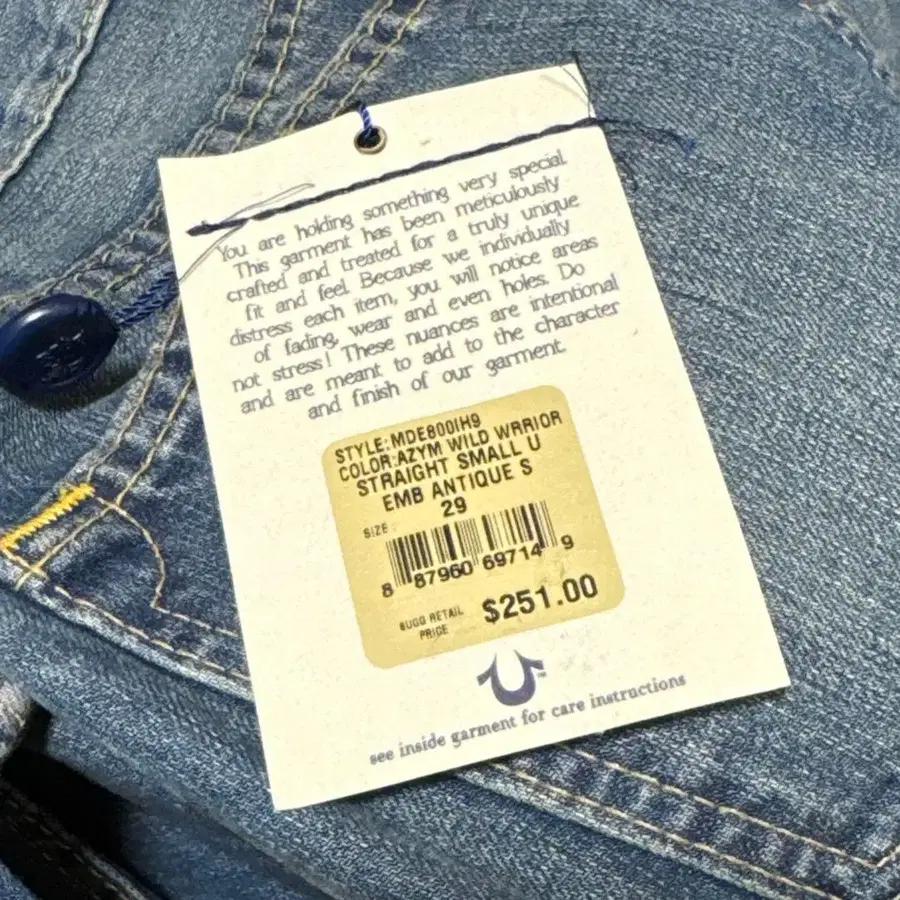 You are holding something very special.
This garment has been meticulously
crafted and treated for a truly unique
fit and feel. Because we individually
distress each item, you will notice areas
of fading, wear and even holes. Do
not stress! These nuances are intentional
and are meant to add to the character
and finish of our garment.
STYLE:MDE800IH9
COLOR:AZYM WILD WRRIOR
STRAIGHT SMALL U
EMB ANTIQUE S
SIZE 29
8 87960 69714 9
SUGG RETAIL
PRICE $251.00
see inside garment for care instructions